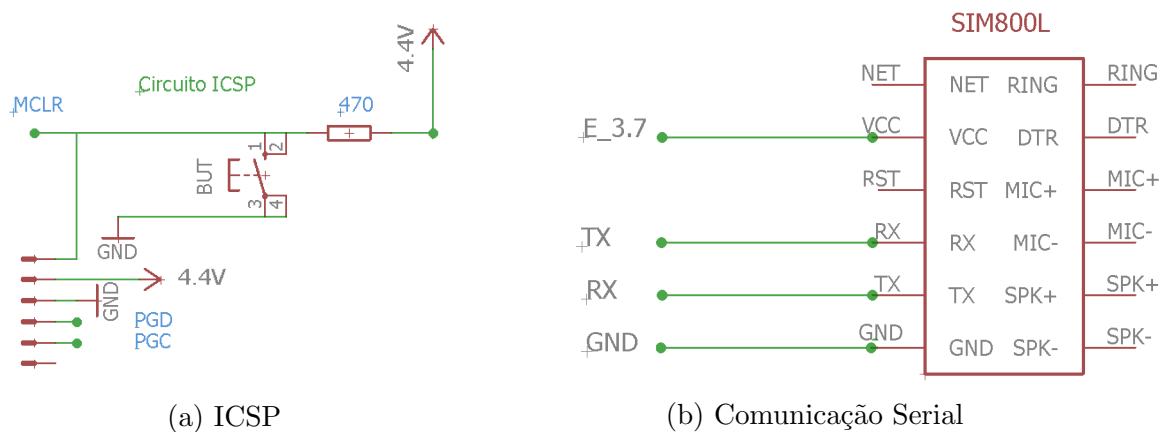 Circuito ICSP
MCLR
470
4.4V
1
2
BUT
3
4
GND
4.4V
GND
PGD
PGC
(a) ICSP
SIM800L
NET
NET
RING
RING
E_3.7
VCC
VCC
DTR
DTR
RST
RST
MIC+
MIC+
TX
RX
RX
MIC-
MIC-
RX
TX
TX
SPK+
SPK+
GND
GND
GND
SPK-
SPK-
(b) Comunicação Serial